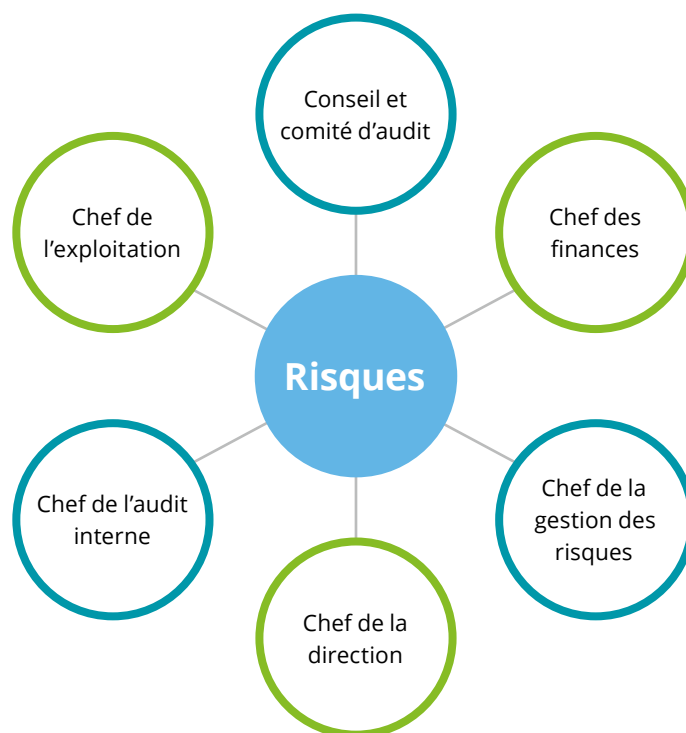 Conseil et
comité d’audit
Chef de
l’exploitation
Chef des
finances
Risques
Chef de l’audit
interne
Chef de la
gestion des
risques
Chef de la
direction